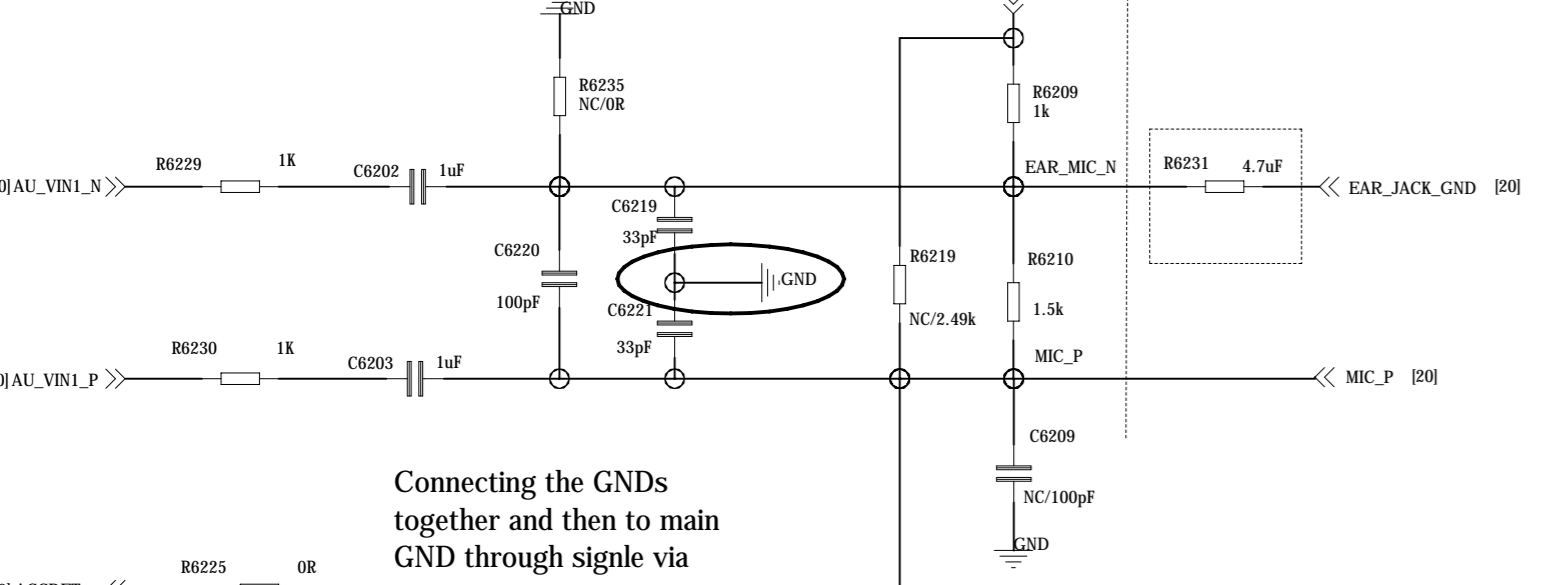 GND
R6235
NC/0R
R6209
1k
R6229
1K
C6202
1uF
EAR_MIC_N
R6231
4.7uF
0] AU_VIN1_N
EAR_JACK_GND
[20]
C6219
33pF
C6220
100pF
GND
C6221
33pF
R6219
NC/2.49k
R6210
1.5k
R6230
1K
C6203
1uF
MIC_P
0] AU_VIN1_P
MIC_P
[20]
C6209
NC/100pF
GND
Connecting the GNDs
together and then to main
GND through signle via
R6225
0R